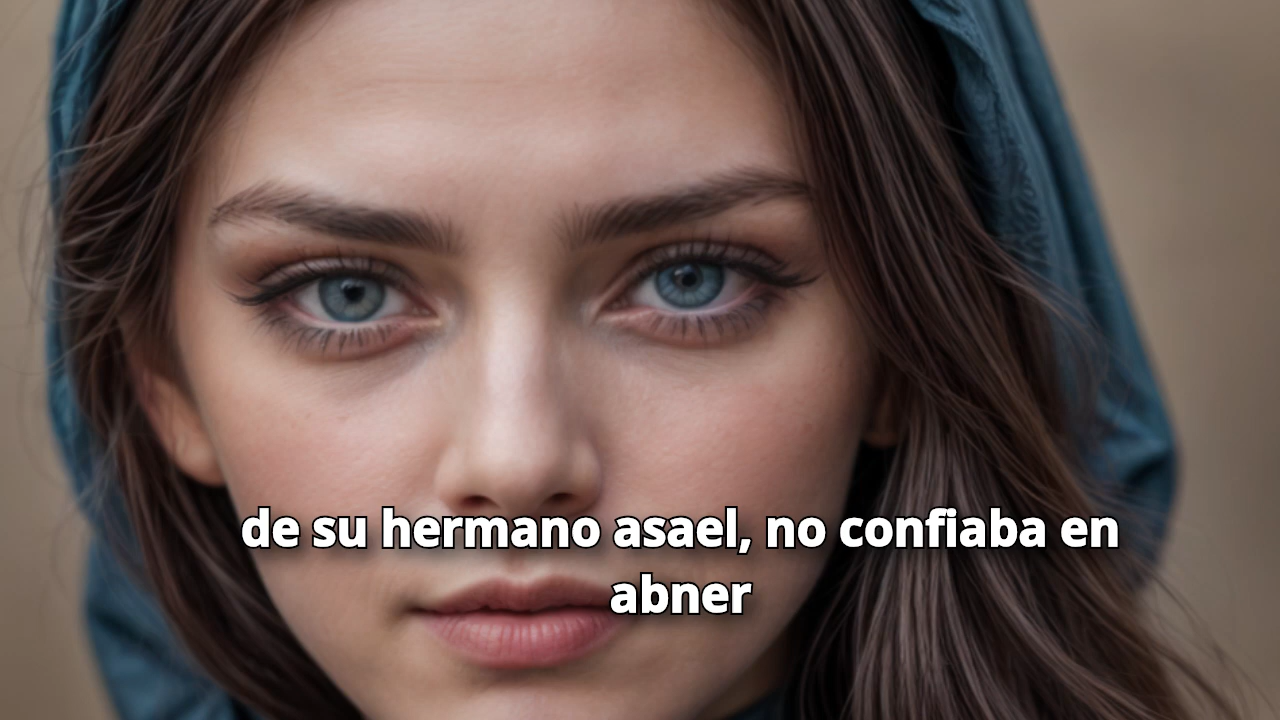 de su hermano asael, no confiaba en
abner